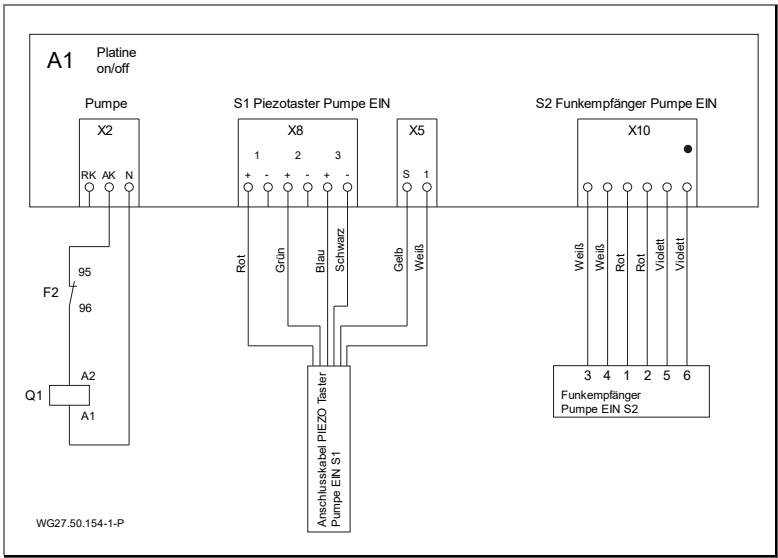 A1 Platine
on/off
Pumpe
S1 Piezotaster Pumpe EIN
S2 Funkempfänger Pumpe EIN
X2
X8
X5
X10
1 2 3
RK AK N
+ - + - + -
S 1
Rot
Grün
Blau
Schwarz
Gelb
Weiß
Weiß
Weiß
Rot
Rot
Violett
Violett
95
F2
96
A2
Q1
A1
3 4 1 2 5 6
Funkempfänger
Pumpe EIN S2
Anschlusskabel PIEZO Taster
Pumpe EIN S1
WG27.50.154-1-P